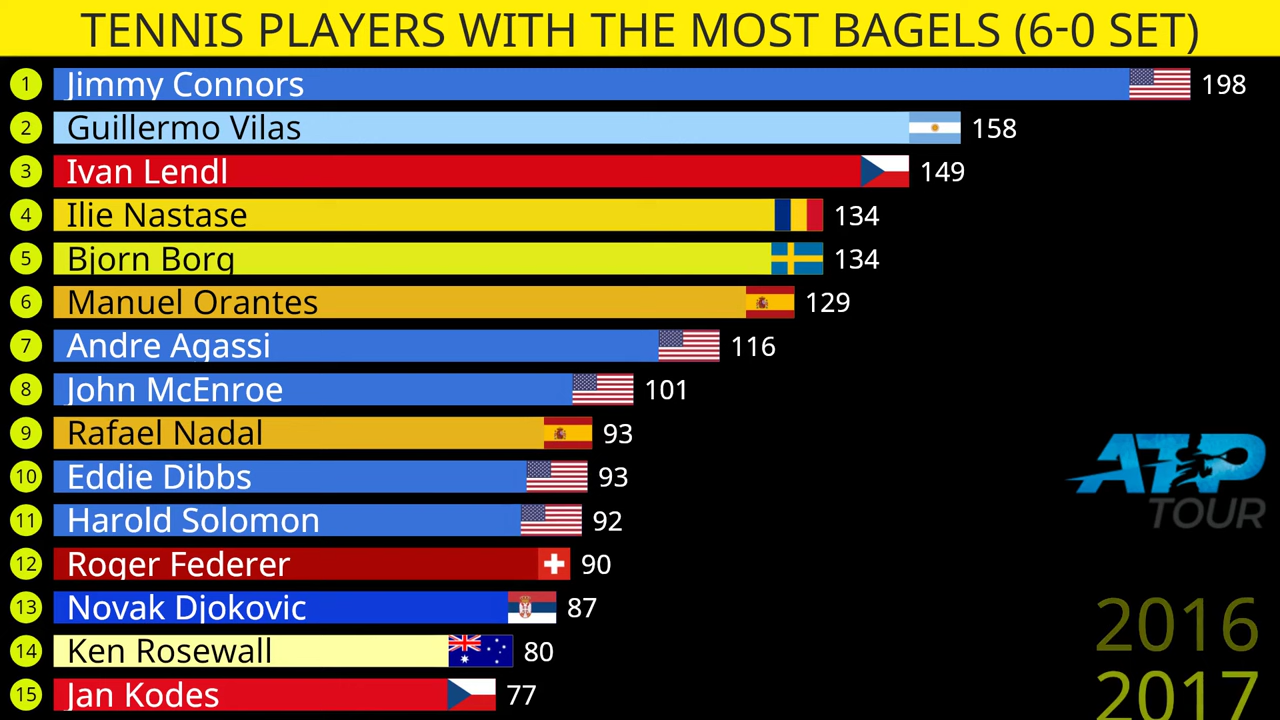 TENNIS PLAYERS WITH THE MOST BAGELS (6-0 SET)
1 Jimmy Connors 198
2 Guillermo Vilas 158
3 Ivan Lendl 149
4 Ilie Nastase 134
5 Bjorn Borg 134
6 Manuel Orantes 129
7 Andre Agassi 116
8 John McEnroe 101
9 Rafael Nadal 93
10 Eddie Dibbs 93
11 Harold Solomon 92
12 Roger Federer 90
13 Novak Djokovic 87
14 Ken Rosewall 80
15 Jan Kodes 77
ATP
TOUR
2016
2017